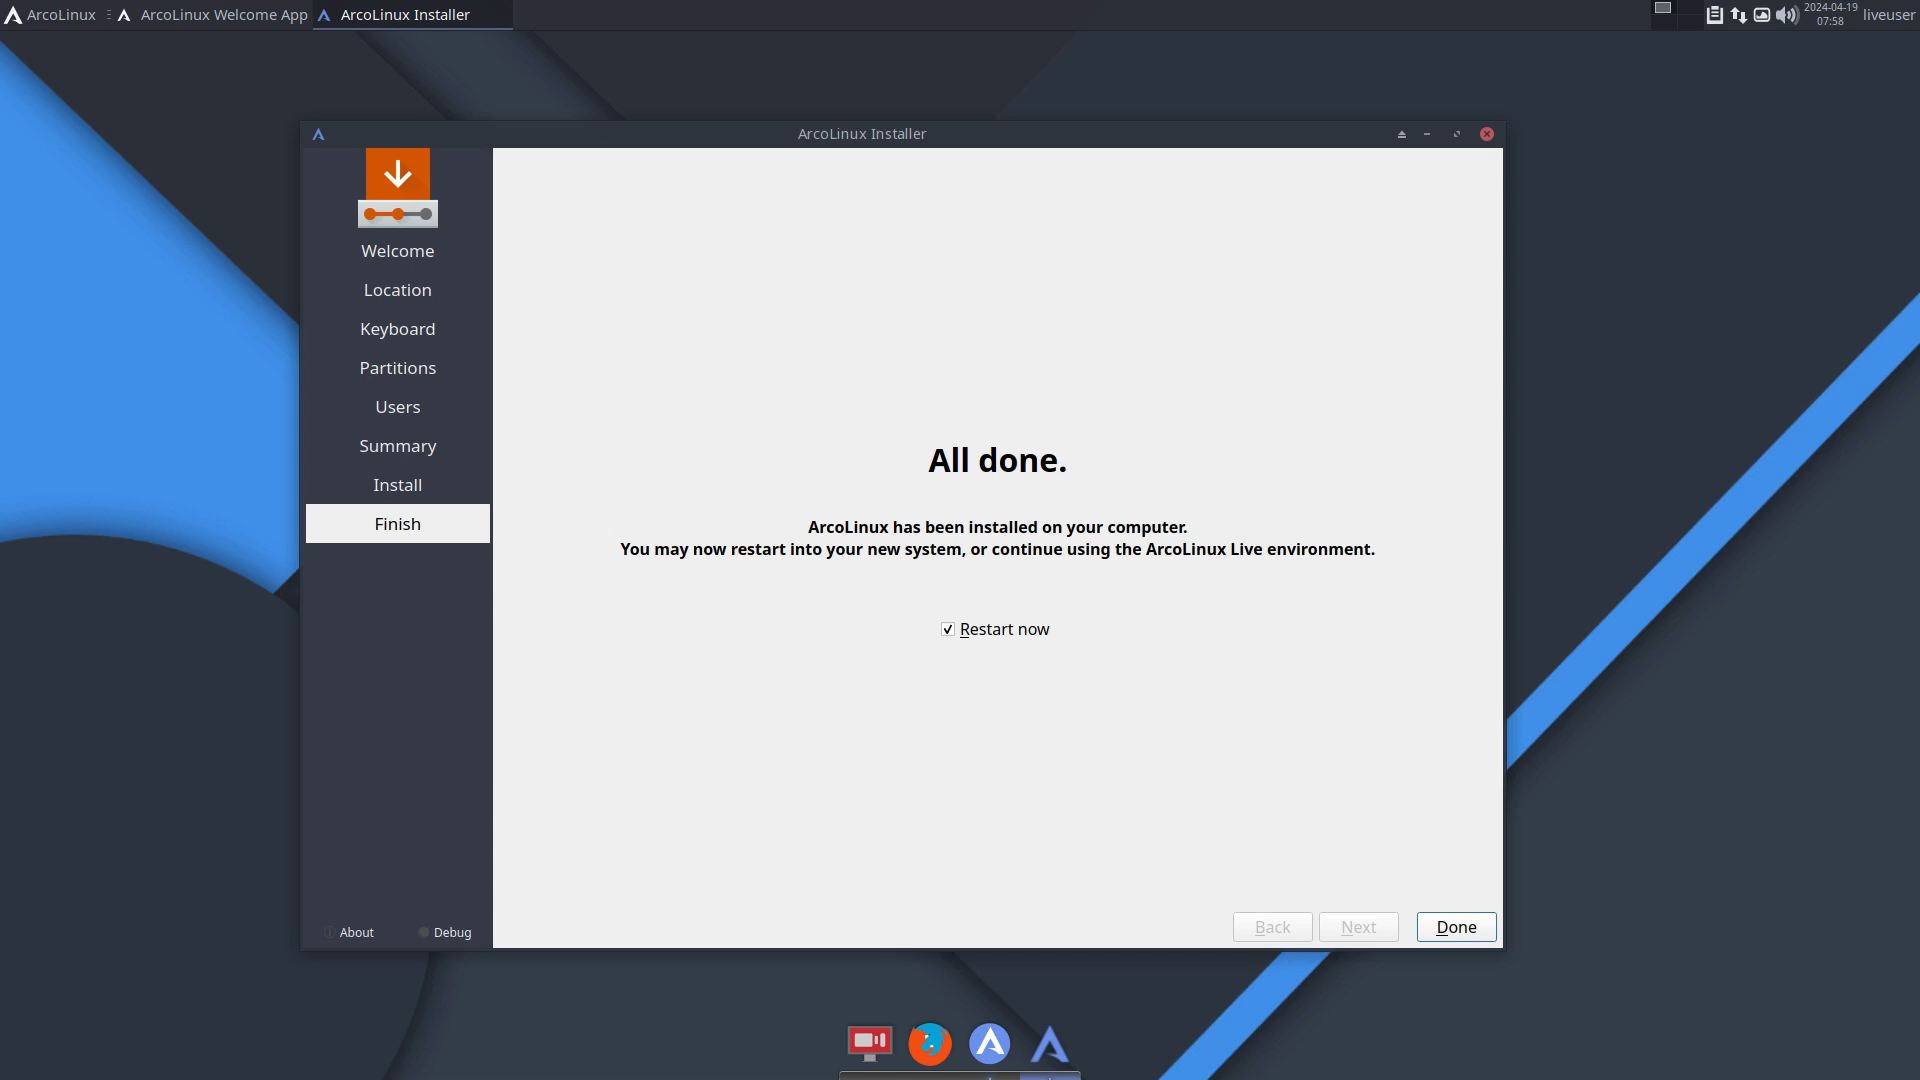 ArcoLinux
ArcoLinux Welcome App
ArcoLinux Installer
2024-04-19
07:58
liveuser
ArcoLinux Installer
Welcome
Location
Keyboard
Partitions
Users
Summary
Install
Finish
All done.
ArcoLinux has been installed on your computer.
You may now restart into your new system, or continue using the ArcoLinux Live environment.
Restart now
About
Debug
Back
Next
Done